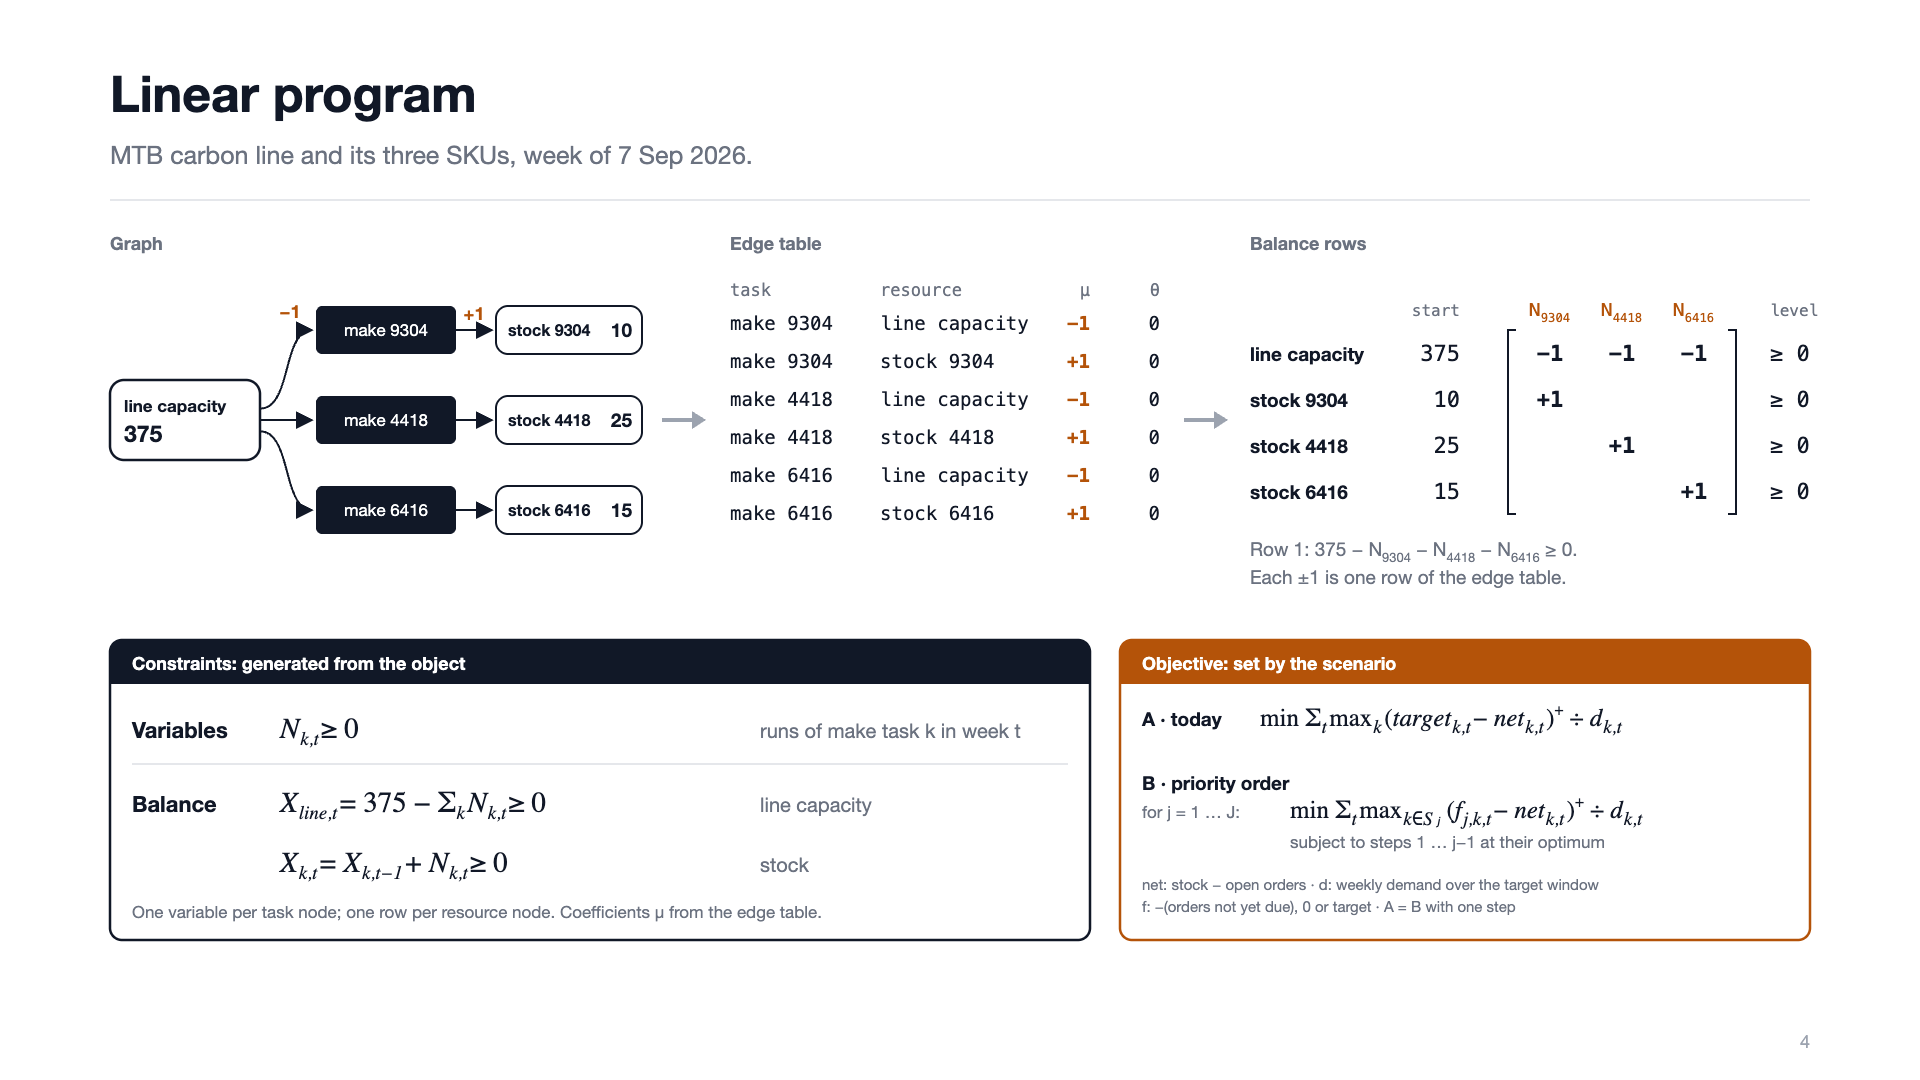 Linear program
MTB carbon line and its three SKUs, week of 7 Sep 2026.
Graph
−1
make 9304
+1
stock 9304 10
line capacity
375
make 4418
stock 4418 25
make 6416
stock 6416 15
Edge table
task resource μ θ
make 9304 line capacity −1 0
make 9304 stock 9304 +1 0
make 4418 line capacity −1 0
make 4418 stock 4418 +1 0
make 6416 line capacity −1 0
make 6416 stock 6416 +1 0
Balance rows
start N9304 N4418 N6416 level
line capacity 375 −1 −1 −1 ≥ 0
stock 9304 10 +1 ≥ 0
stock 4418 25 +1 ≥ 0
stock 6416 15 +1 ≥ 0
Row 1: 375 − N9304 − N4418 − N6416 ≥ 0.
Each ±1 is one row of the edge table.
Constraints: generated from the object
Variables Nk,t≥ 0 runs of make task k in week t
Balance Xline,t= 375 − ΣkNk,t≥ 0 line capacity
Xk,t= Xk,t−1+ Nk,t≥ 0 stock
One variable per task node; one row per resource node. Coefficients μ from the edge table.
Objective: set by the scenario
A · today min Σtmaxk(targetk,t− netk,t)+ ÷ dk,t
B · priority order
for j = 1 … J: min Σtmaxk∈Sj (fj,k,t− netk,t)+ ÷ dk,t
subject to steps 1 … j−1 at their optimum
net: stock − open orders · d: weekly demand over the target window
f: −(orders not yet due), 0 or target · A = B with one step
4